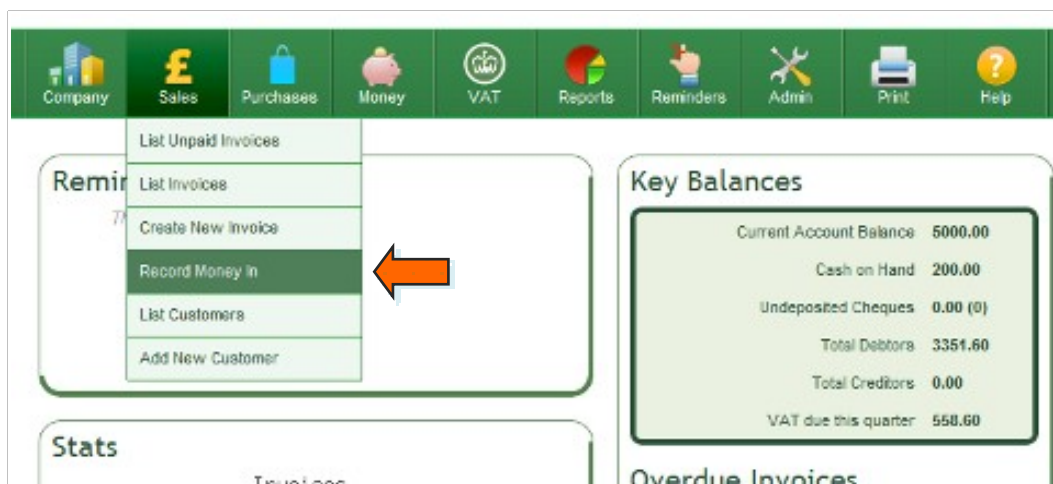 Company Sales Purchases Money VAT Reports Reminders Admin Print Help
List Unpaid Invoices
List Invoices
Create New Invoice
Record Money In
List Customers
Add New Customer
Key Balances
Current Account Balance 5000.00
Cash on Hand 200.00
Undeposited Cheques 0.00 (0)
Total Debtors 3351.60
Total Creditors 0.00
VAT due this quarter 558.60
Stats
Invoices
Overdue Invoices